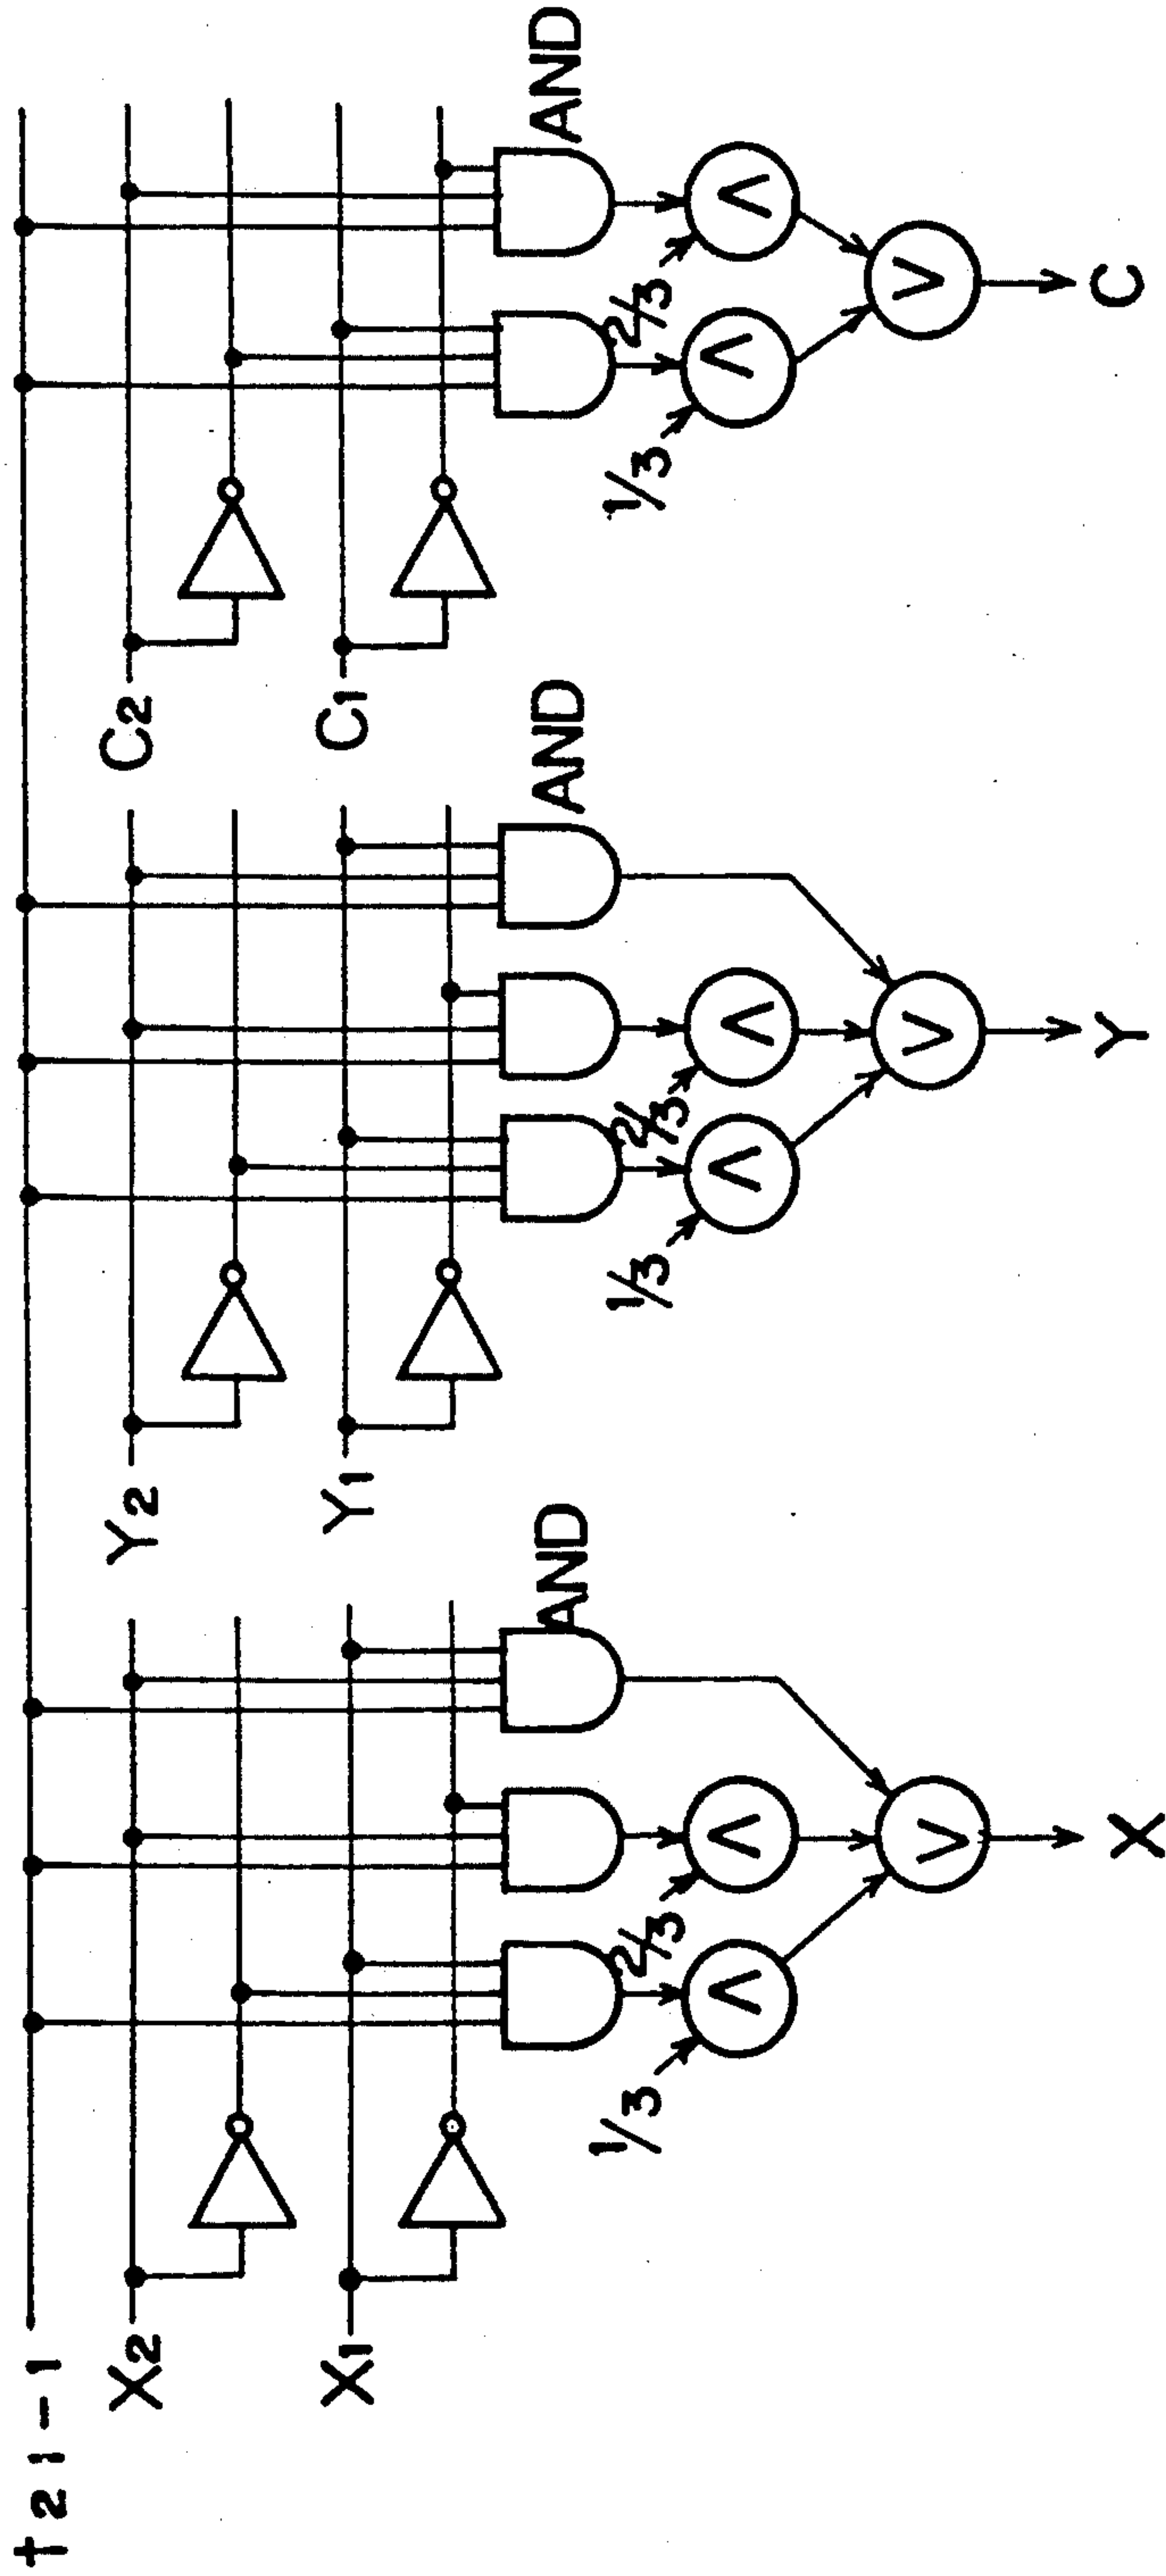 t2i-1
X2
X1
Y2
Y1
C2
C1
AND
AND
AND
1/3
2/3
1/3
2/3
1/3
2/3
∧
∧
∧
∧
∧
∧
∨
∨
∨
X
Y
C